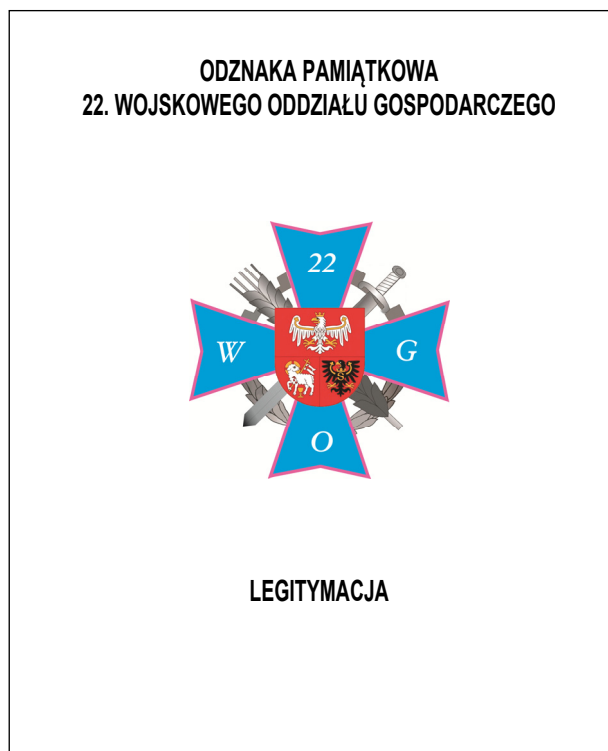 ODZNAKA PAMIĄTKOWA
22. WOJSKOWEGO ODDZIAŁU GOSPODARCZEGO
22
W G
O
LEGITYMACJA